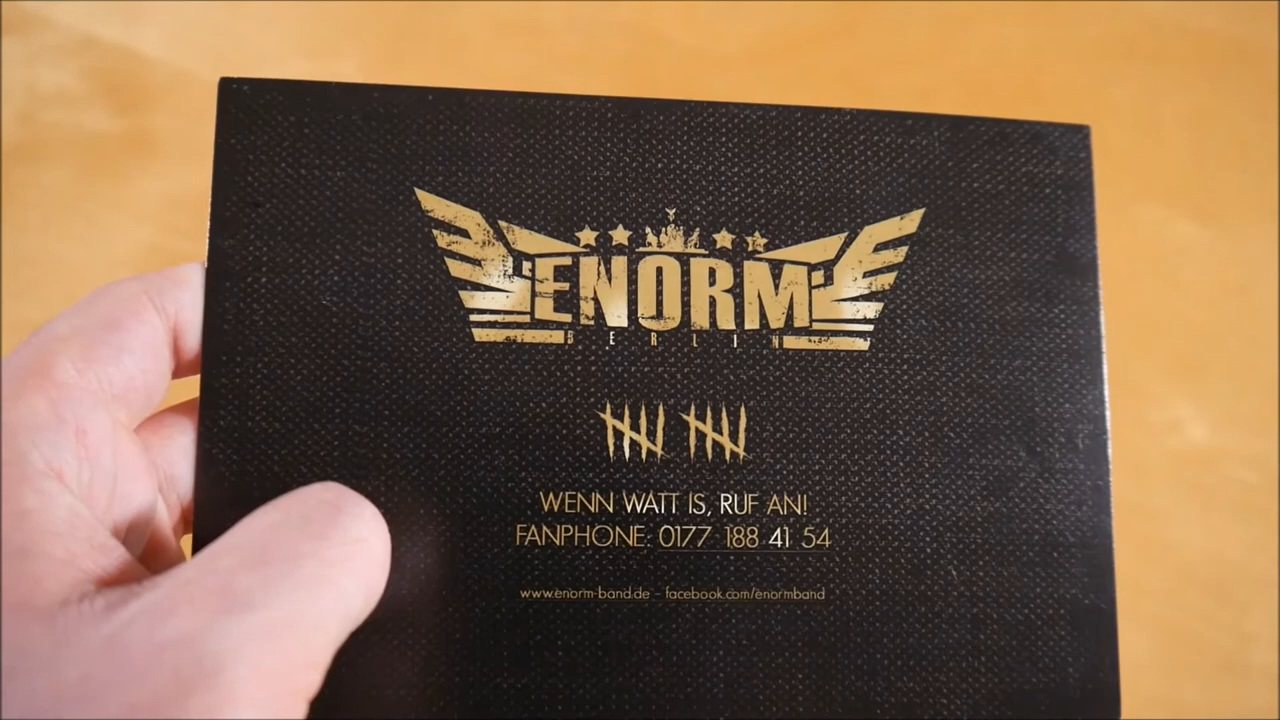 ENORM
BERLIN
WENN WATT IS, RUF AN!
FANPHONE: 0177 188 41 54
www.enorm-band.de - facebook.com/enormband